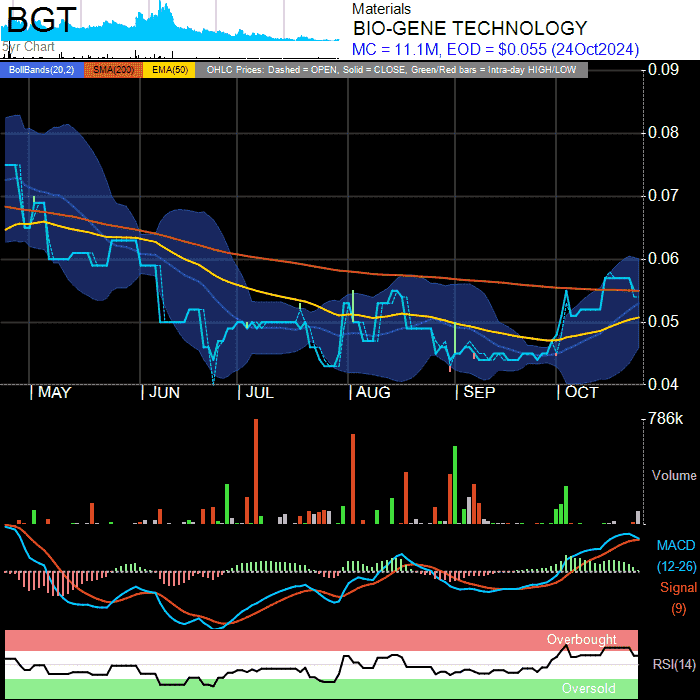 BGT
5yr Chart
Materials
BIO-GENE TECHNOLOGY
MC = 11.1M, EOD = $0.055 (24Oct2024)
BollBands(20,2) SMA(200) EMA(50) OHLC Prices: Dashed = OPEN, Solid = CLOSE, Green/Red bars = Intra-day HIGH/LOW
0.09
0.08
0.07
0.06
0.05
0.04
MAY JUN JUL AUG SEP OCT
786k
Volume
MACD
(12-26)
Signal
(9)
Overbought
RSI(14)
Oversold